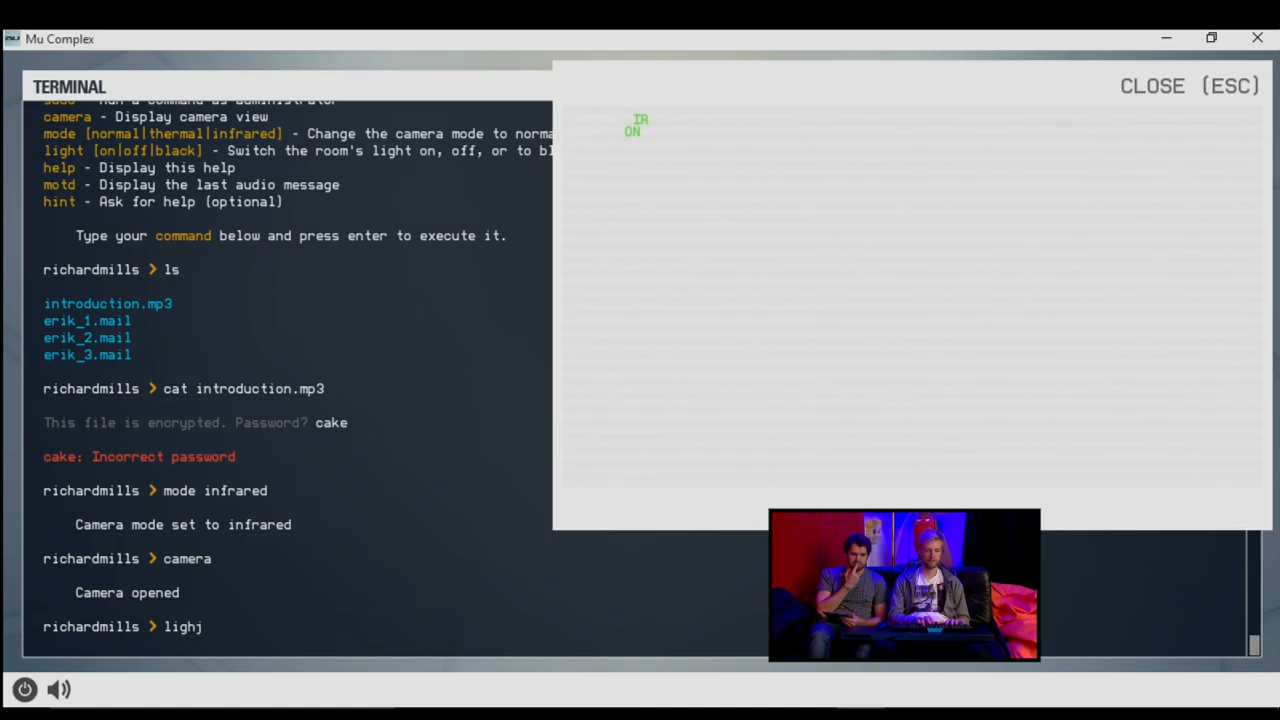 Mu Complex
TERMINAL
CLOSE (ESC)
IR
ON
sudo - Run a command as administrator
camera - Display camera view
mode [normal|thermal|infrared] - Change the camera mode to norma
light [on|off|black] - Switch the room's light on, off, or to bl
help - Display this help
motd - Display the last audio message
hint - Ask for help (optional)
Type your command below and press enter to execute it.
richardmills > ls
introduction.mp3
erik_1.mail
erik_2.mail
erik_3.mail
richardmills > cat introduction.mp3
This file is encrypted. Password? cake
cake: Incorrect password
richardmills > mode infrared
Camera mode set to infrared
richardmills > camera
Camera opened
richardmills > lighj